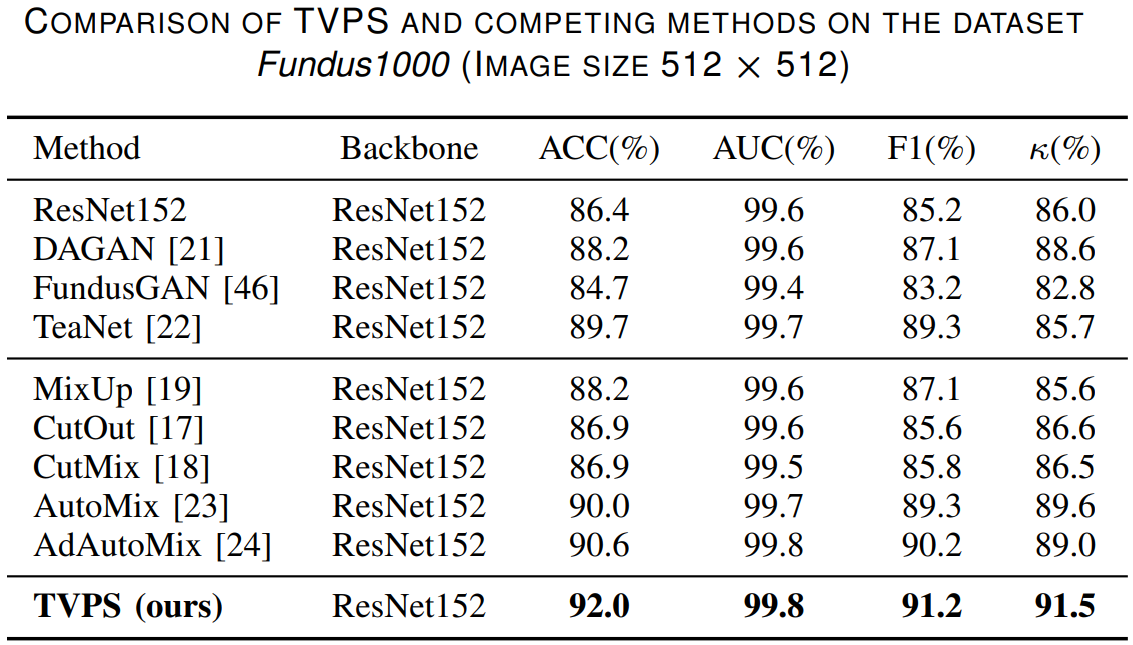 COMPARISON OF TVPS AND COMPETING METHODS ON THE DATASET
Fundus1000 (IMAGE SIZE 512 × 512)
Method Backbone ACC(%) AUC(%) F1(%) κ(%)
ResNet152 ResNet152 86.4 99.6 85.2 86.0
DAGAN [21] ResNet152 88.2 99.6 87.1 88.6
FundusGAN [46] ResNet152 84.7 99.4 83.2 82.8
TeaNet [22] ResNet152 89.7 99.7 89.3 85.7
MixUp [19] ResNet152 88.2 99.6 87.1 85.6
CutOut [17] ResNet152 86.9 99.6 85.6 86.6
CutMix [18] ResNet152 86.9 99.5 85.8 86.5
AutoMix [23] ResNet152 90.0 99.7 89.3 89.6
AdAutoMix [24] ResNet152 90.6 99.8 90.2 89.0
TVPS (ours) ResNet152 92.0 99.8 91.2 91.5